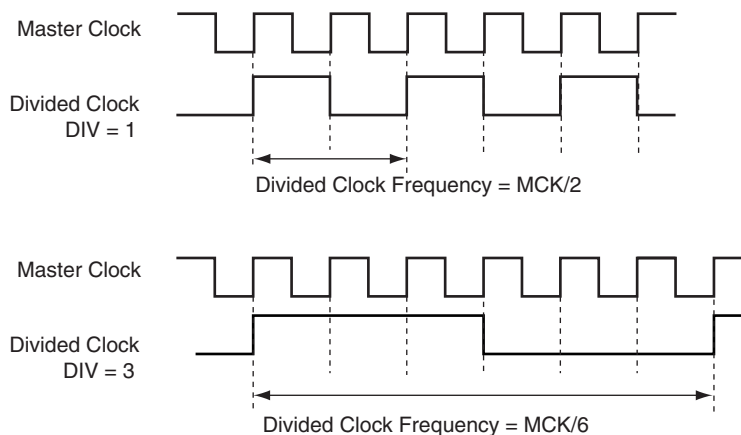 Master Clock
Divided Clock
DIV = 1
Divided Clock Frequency = MCK/2
Master Clock
Divided Clock
DIV = 3
Divided Clock Frequency = MCK/6